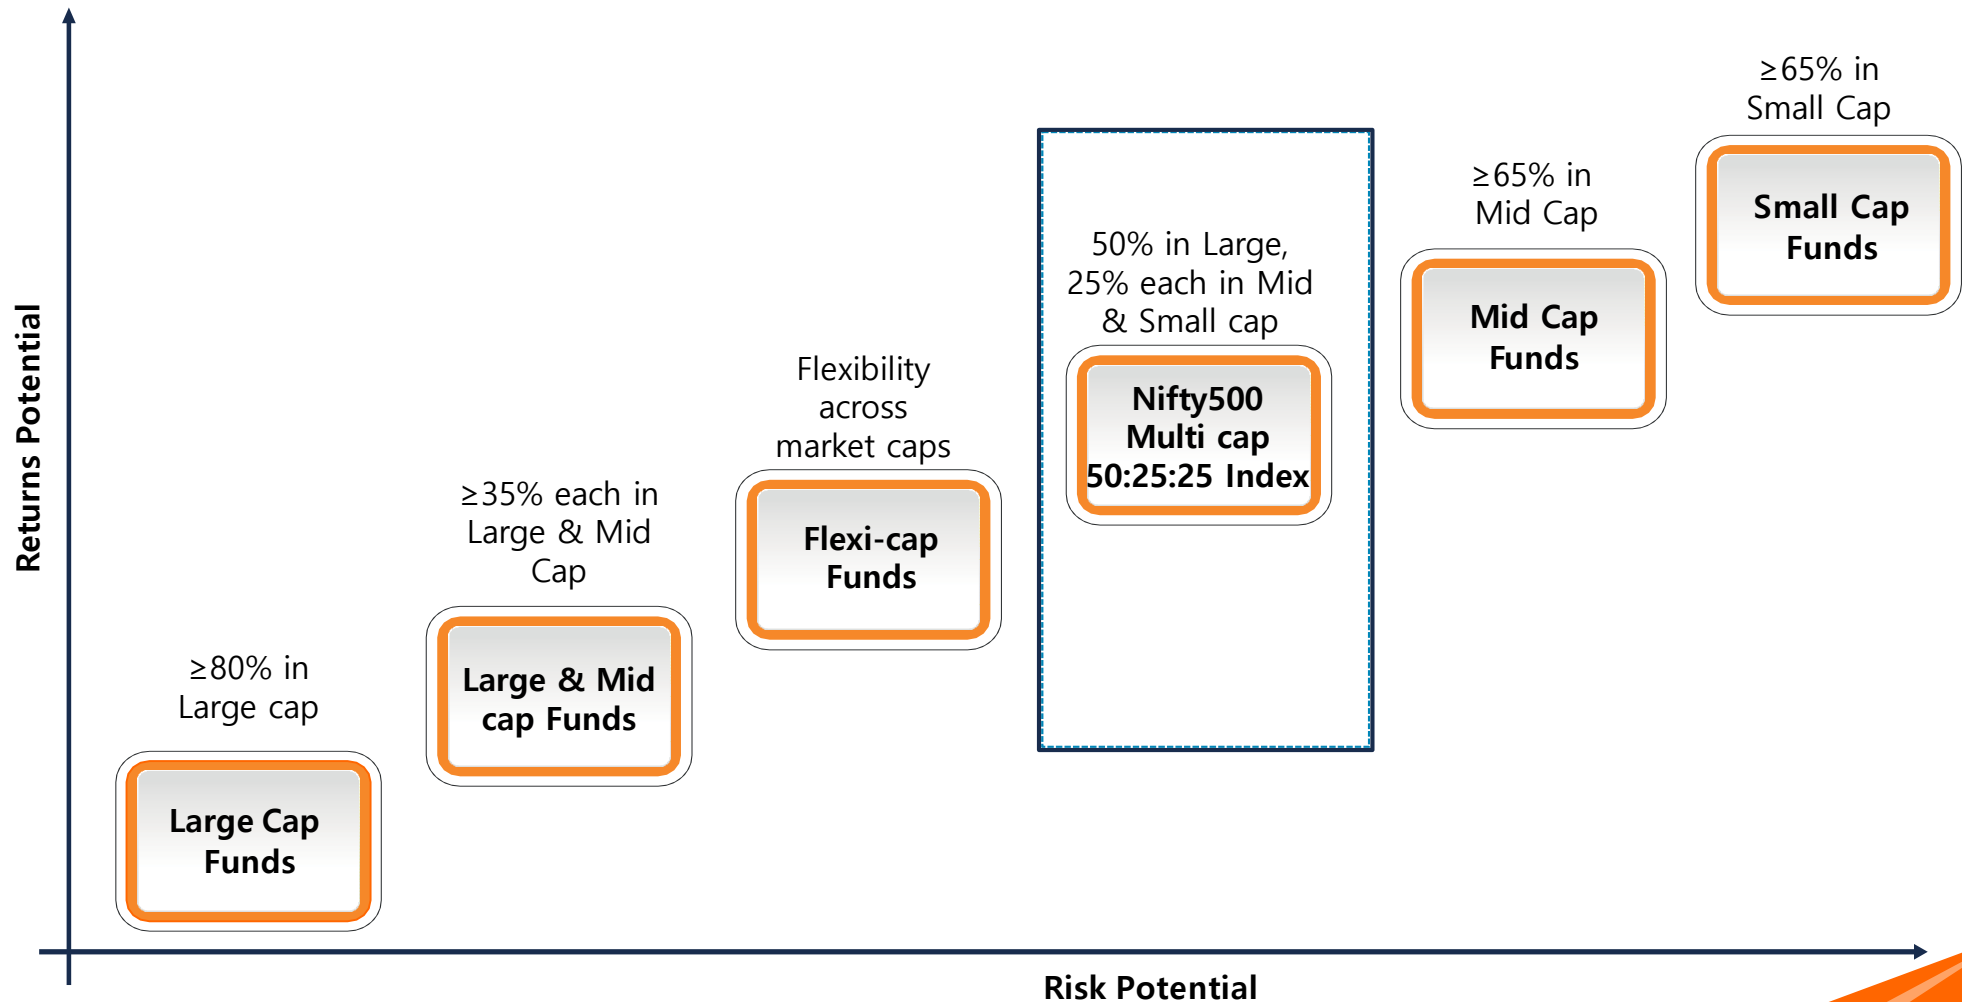 Returns Potential
≥80% in
Large cap
Large Cap
Funds
≥35% each in
Large & Mid
Cap
Large & Mid
cap Funds
Flexibility
across
market caps
Flexi-cap
Funds
50% in Large,
25% each in Mid
& Small cap
Nifty500
Multi cap
50:25:25 Index
≥65% in
Mid Cap
Mid Cap
Funds
≥65% in
Small Cap
Small Cap
Funds
Risk Potential